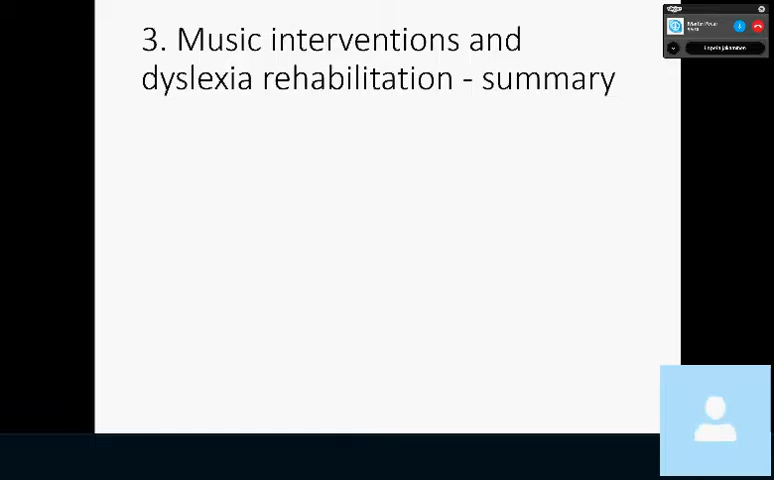 3. Music interventions and
dyslexia rehabilitation - summary